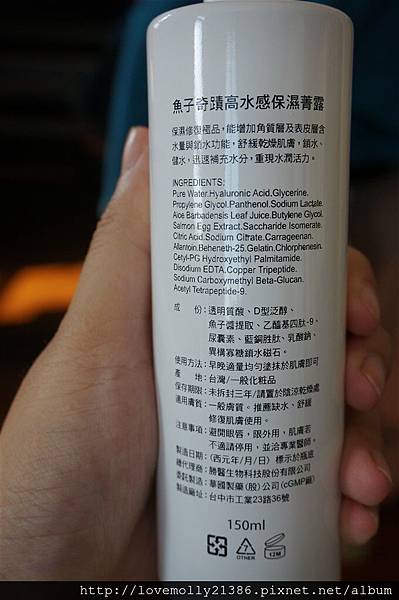 魚子奇蹟高水感保濕菁露
保濕修復極品，能增加角質層及表皮層含
水量與鎖水功能，舒緩乾燥肌膚，鎖水、
儲水，迅速補充水分，重現水潤活力。
INGREDIENTS:
Pure Water.Hyaluronic Acid,Glycerine.
Propylene Glycol.Panthenol.Sodium Lactate.
Aloe Barbadensis Leaf Juice.Butylene Glycol.
Salmon Egg Extract.Saccharide Isomerate.
Citric Acid.Sodium Citrate.Carrageenan.
Allantoin.Beheneth-25.Gelatin.Chlorphenesin.
Cetyl-PG Hydroxyethyl Palmitamide.
Disodium EDTA.Copper Tripeptide.
Sodium Carboxymethyl Beta-Glucan.
Acetyl Tetrapeptide-9.
成　份：透明質酸、D型泛醇、
魚子醬提取、乙醯基四肽-9、
尿囊素、藍銅胜肽、乳酸鈉、
異構寡糖鎖水磁石。
使用方法：早晚適量均勻塗抹於肌膚即可
產　地：台灣/一般化粧品
保存期限：未拆封三年/請置於陰涼乾燥處
適用膚質：一般膚質。推薦缺水、舒緩
修復肌膚使用。
注意事項：避開眼唇，限外用，肌膚若
不適請停用，並洽專業醫師。
製造日期：(西元年/月/日) 標示於瓶底
總代理商：勝醫生物科技股份有限公司
委託製造：華國製藥(股)公司(cGMP廠)
製造廠址：台中市工業23路36號
150ml
7
OTHER
12M
http://lovemolly21386.pixnet.net/album